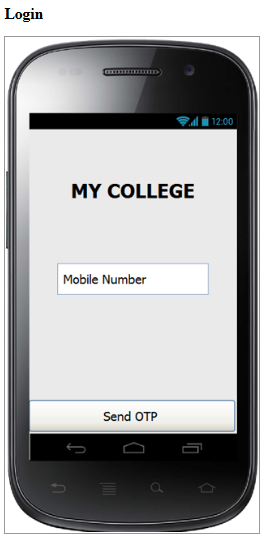 Login
12:00
MY COLLEGE
Mobile Number
Send OTP